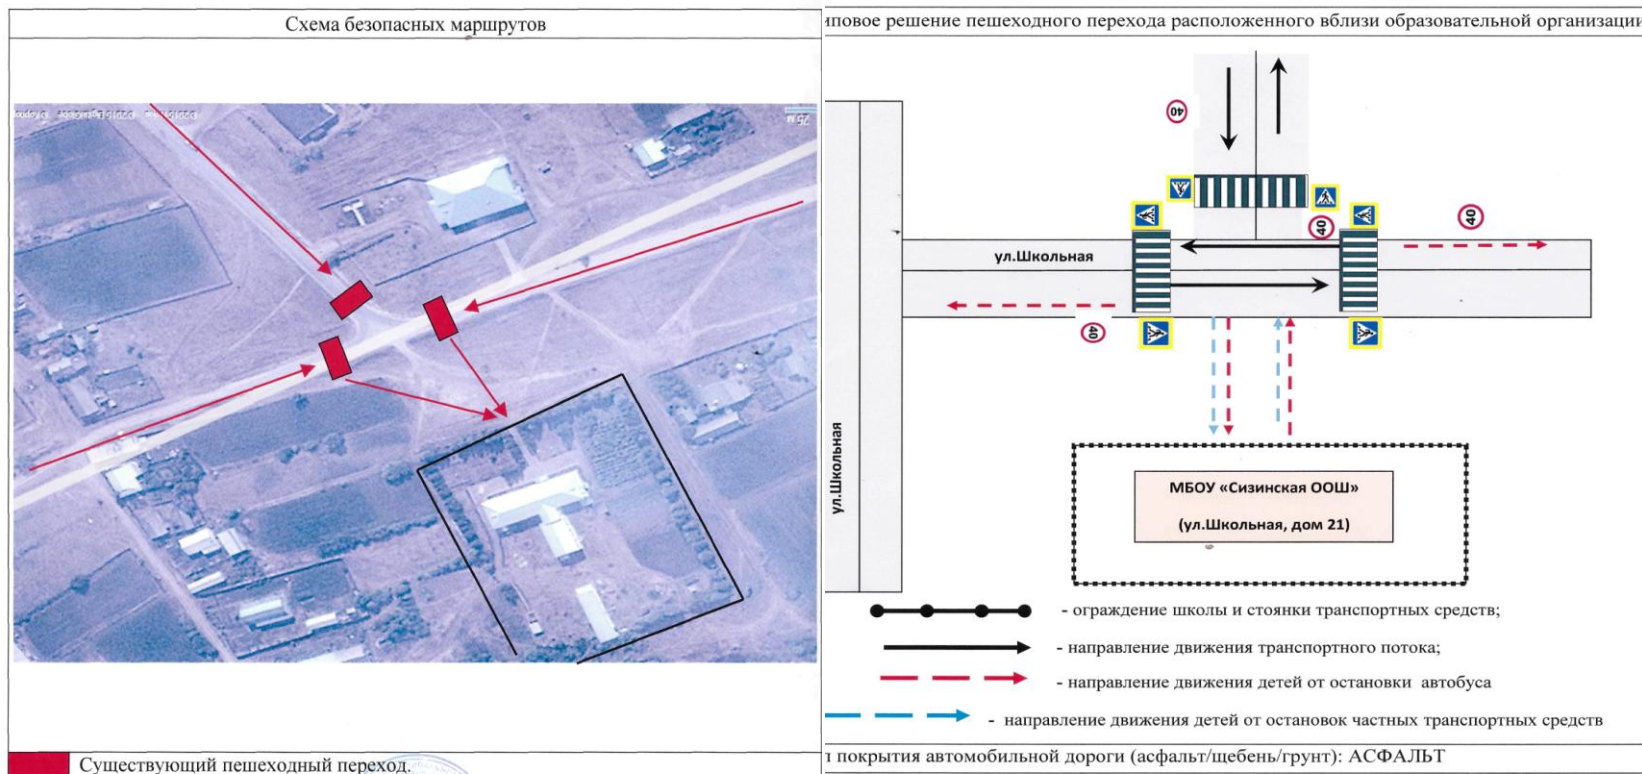 Схема безопасных маршрутов
25 м
Существующий пешеходный переход.
иповое решение пешеходного перехода расположенного вблизи образовательной организации
40
40
40
ул.Школьная
40
ул.Школьная
МБОУ «Сизинская ООШ»
(ул.Школьная, дом 21)
- ограждение школы и стоянки транспортных средств;
- направление движения транспортного потока;
- направление движения детей от остановки автобуса
- направление движения детей от остановок частных транспортных средств
п покрытия автомобильной дороги (асфальт/щебень/грунт): АСФАЛЬТ